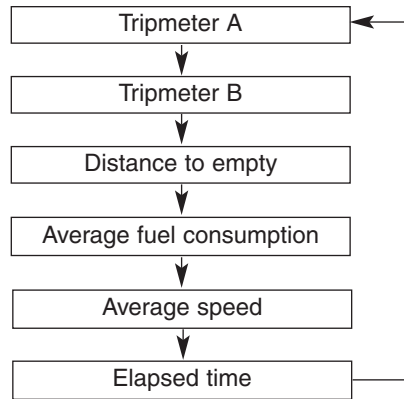 Tripmeter A
Tripmeter B
Distance to empty
Average fuel consumption
Average speed
Elapsed time